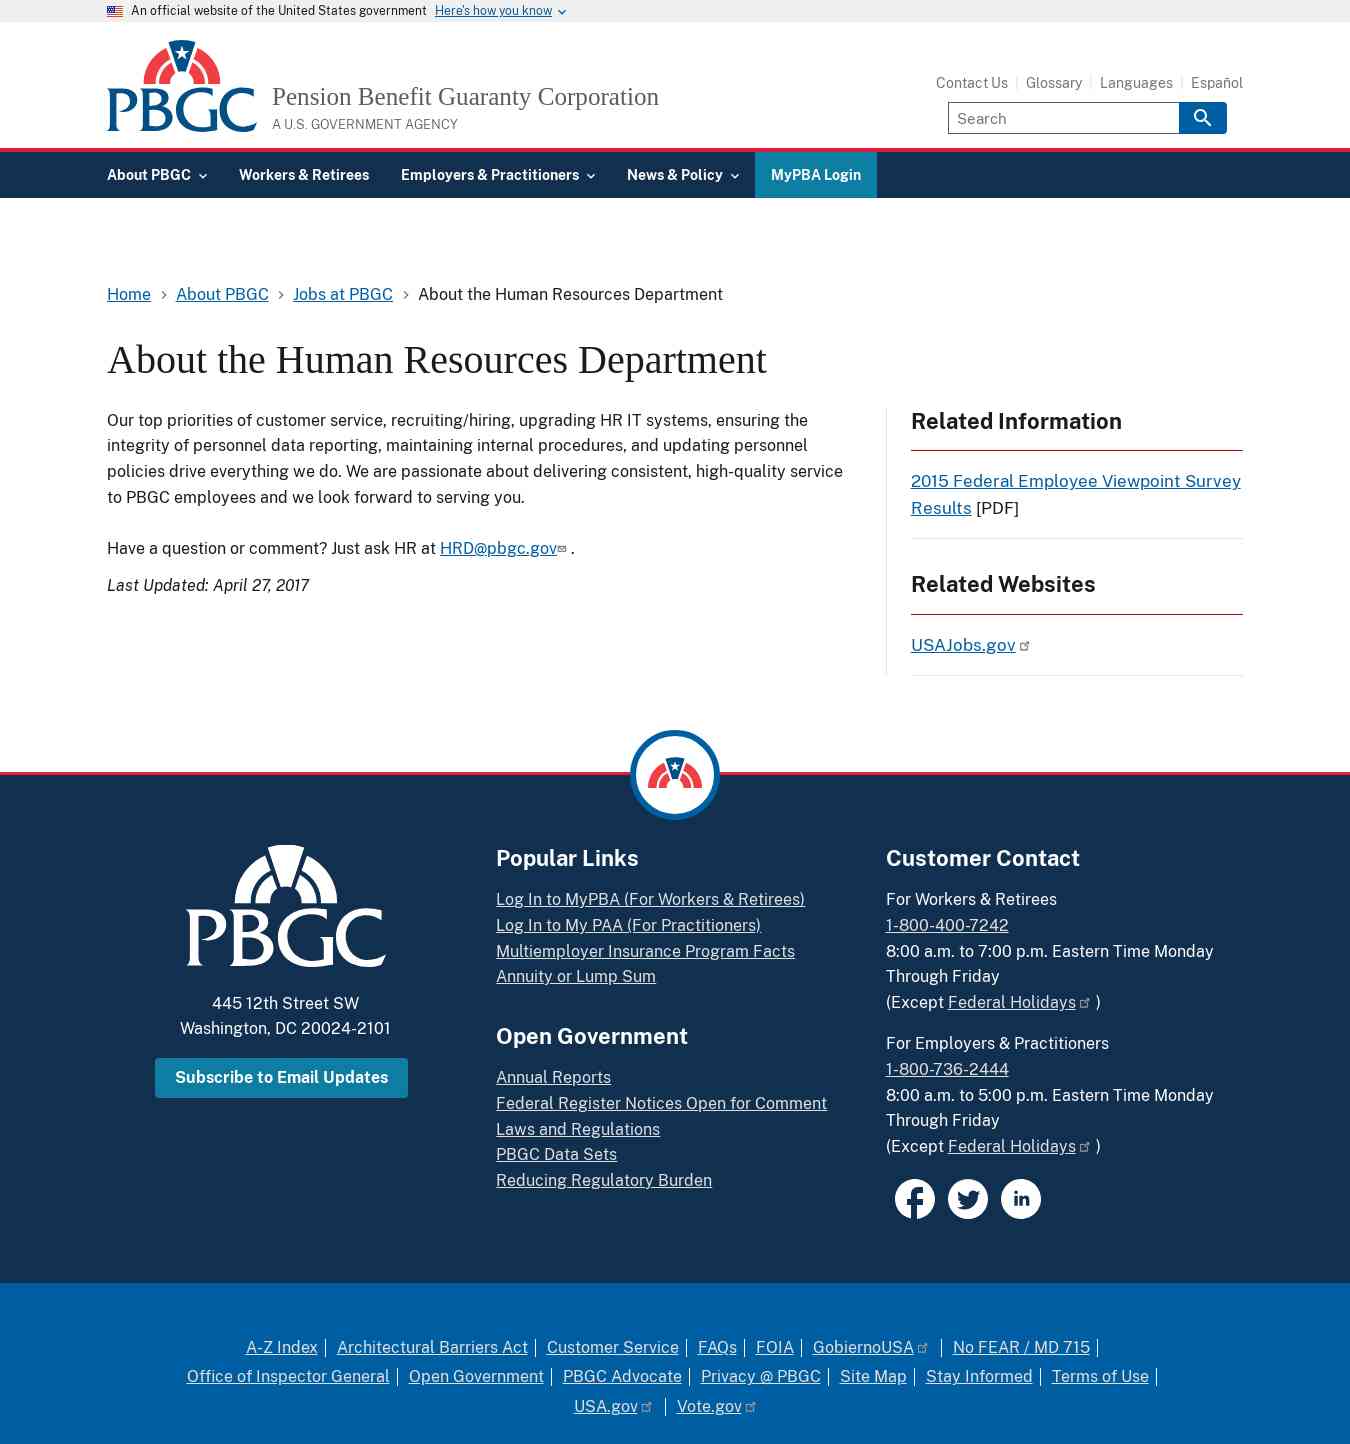 An official website of the United States government Here's how you know
PBGC
Pension Benefit Guaranty Corporation
A U.S. GOVERNMENT AGENCY
Contact Us Glossary Languages Español
Search
About PBGC Workers & Retirees Employers & Practitioners News & Policy MyPBA Login
Home About PBGC Jobs at PBGC About the Human Resources Department
About the Human Resources Department
Our top priorities of customer service, recruiting/hiring, upgrading HR IT systems, ensuring the
integrity of personnel data reporting, maintaining internal procedures, and updating personnel
policies drive everything we do. We are passionate about delivering consistent, high-quality service
to PBGC employees and we look forward to serving you.
Have a question or comment? Just ask HR at HRD@pbgc.gov .
Last Updated: April 27, 2017
Related Information
2015 Federal Employee Viewpoint Survey
Results [PDF]
Related Websites
USAJobs.gov
PBGC
445 12th Street SW
Washington, DC 20024-2101
Subscribe to Email Updates
Popular Links
Log In to MyPBA (For Workers & Retirees)
Log In to My PAA (For Practitioners)
Multiemployer Insurance Program Facts
Annuity or Lump Sum
Open Government
Annual Reports
Federal Register Notices Open for Comment
Laws and Regulations
PBGC Data Sets
Reducing Regulatory Burden
Customer Contact
For Workers & Retirees
1-800-400-7242
8:00 a.m. to 7:00 p.m. Eastern Time Monday
Through Friday
(Except Federal Holidays )
For Employers & Practitioners
1-800-736-2444
8:00 a.m. to 5:00 p.m. Eastern Time Monday
Through Friday
(Except Federal Holidays )
in
A-Z Index Architectural Barriers Act Customer Service FAQs FOIA GobiernoUSA No FEAR / MD 715
Office of Inspector General Open Government PBGC Advocate Privacy @ PBGC Site Map Stay Informed Terms of Use
USA.gov Vote.gov